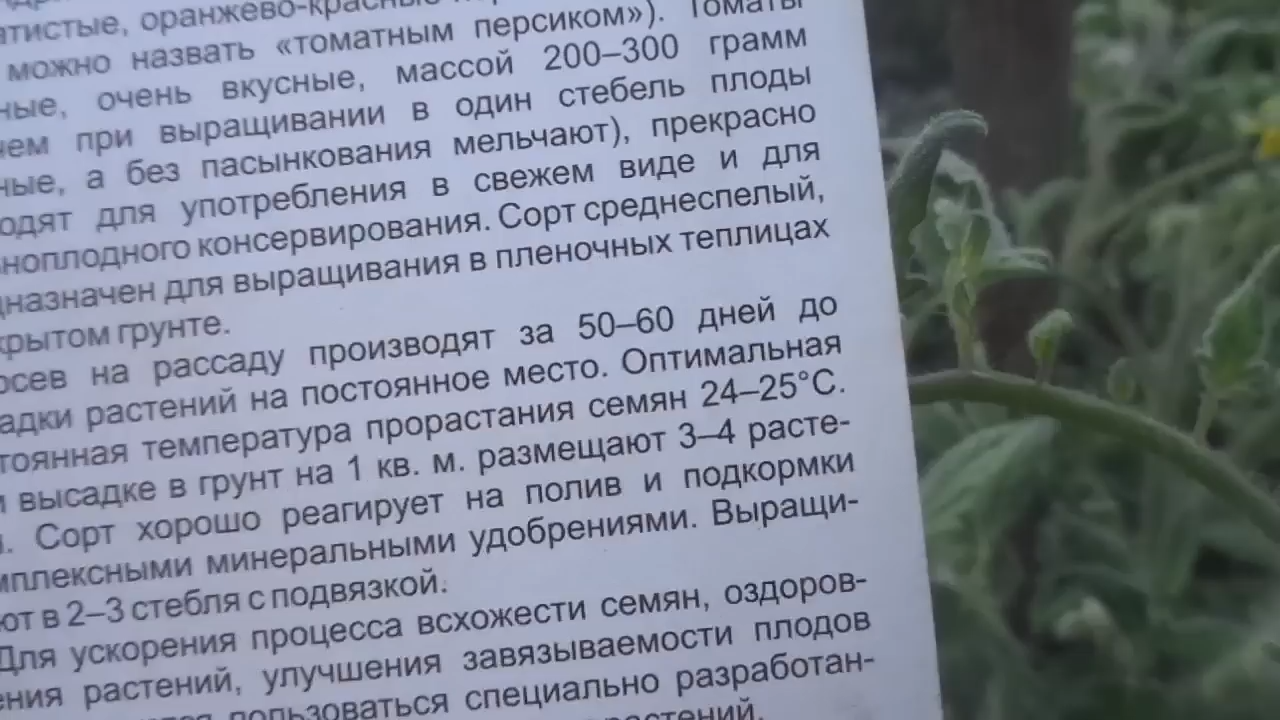 атистые, оранжево-красные
можно назвать «томатным персиком»). Томаты
ные, очень вкусные, массой 200–300 грамм
чем при выращивании в один стебель плоды
ные, а без пасынкования мельчают), прекрасно
одят для употребления в свежем виде и для
ноплодного консервирования. Сорт среднеспелый,
дназначен для выращивания в пленочных теплицах
крытом грунте.
осев на рассаду производят за 50–60 дней до
адки растений на постоянное место. Оптимальная
тоянная температура прорастания семян 24–25°С.
и высадке в грунт на 1 кв. м. размещают 3–4 расте-
й. Сорт хорошо реагирует на полив и подкормки
мплексными минеральными удобрениями. Выращи-
ют в 2–3 стебля с подвязкой.
Для ускорения процесса всхожести семян, оздоров-
ения растений, улучшения завязываемости плодов
пользоваться специально разработан-
растений.